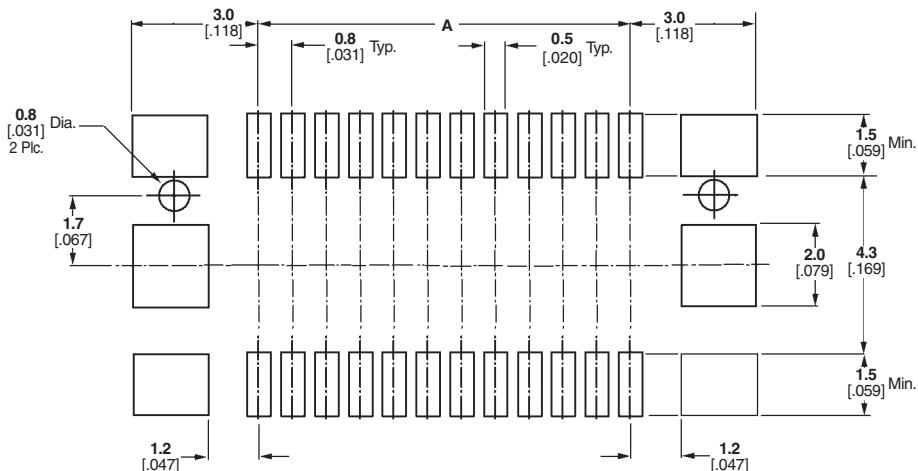 3.0
[.118]
A
3.0
[.118]
0.8
[.031] Typ.
0.5
[.020] Typ.
0.8
[.031] Dia.
2 Plc.
1.5
[.059] Min.
1.7
[.067]
2.0
[.079]
4.3
[.169]
1.5
[.059] Min.
1.2
[.047]
1.2
[.047]